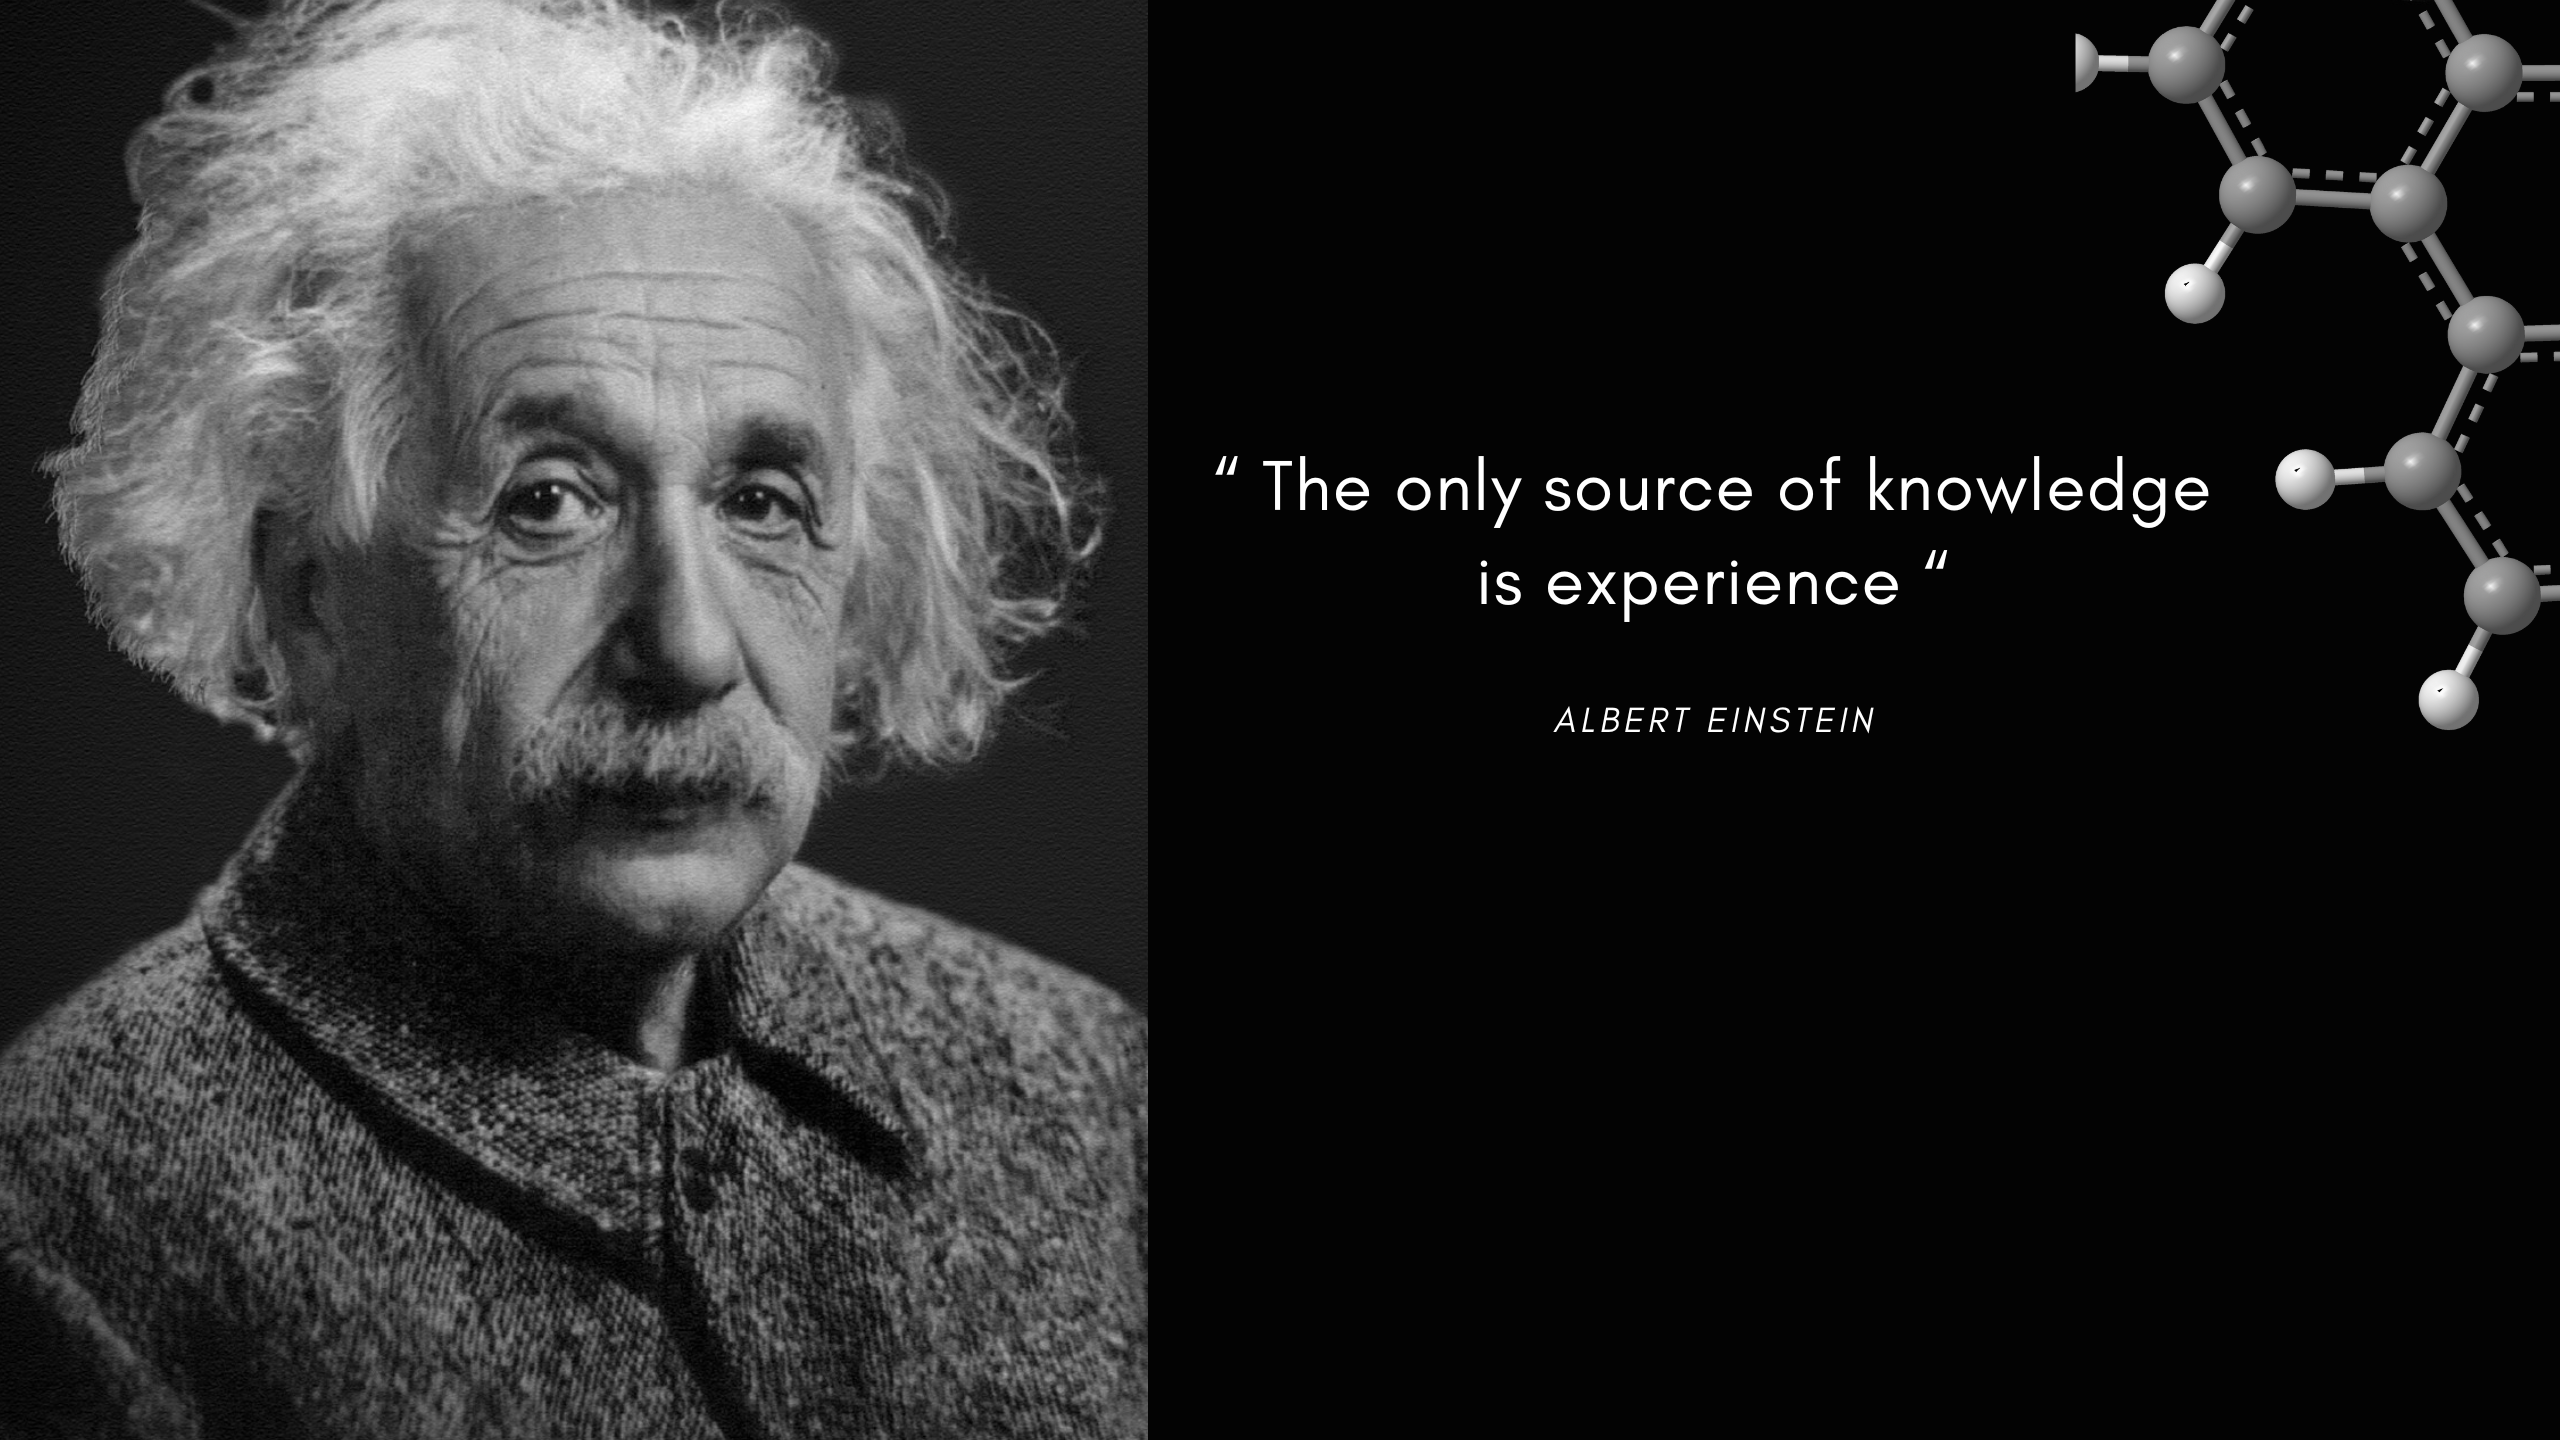 “ The only source of knowledge
is experience “
ALBERT EINSTEIN